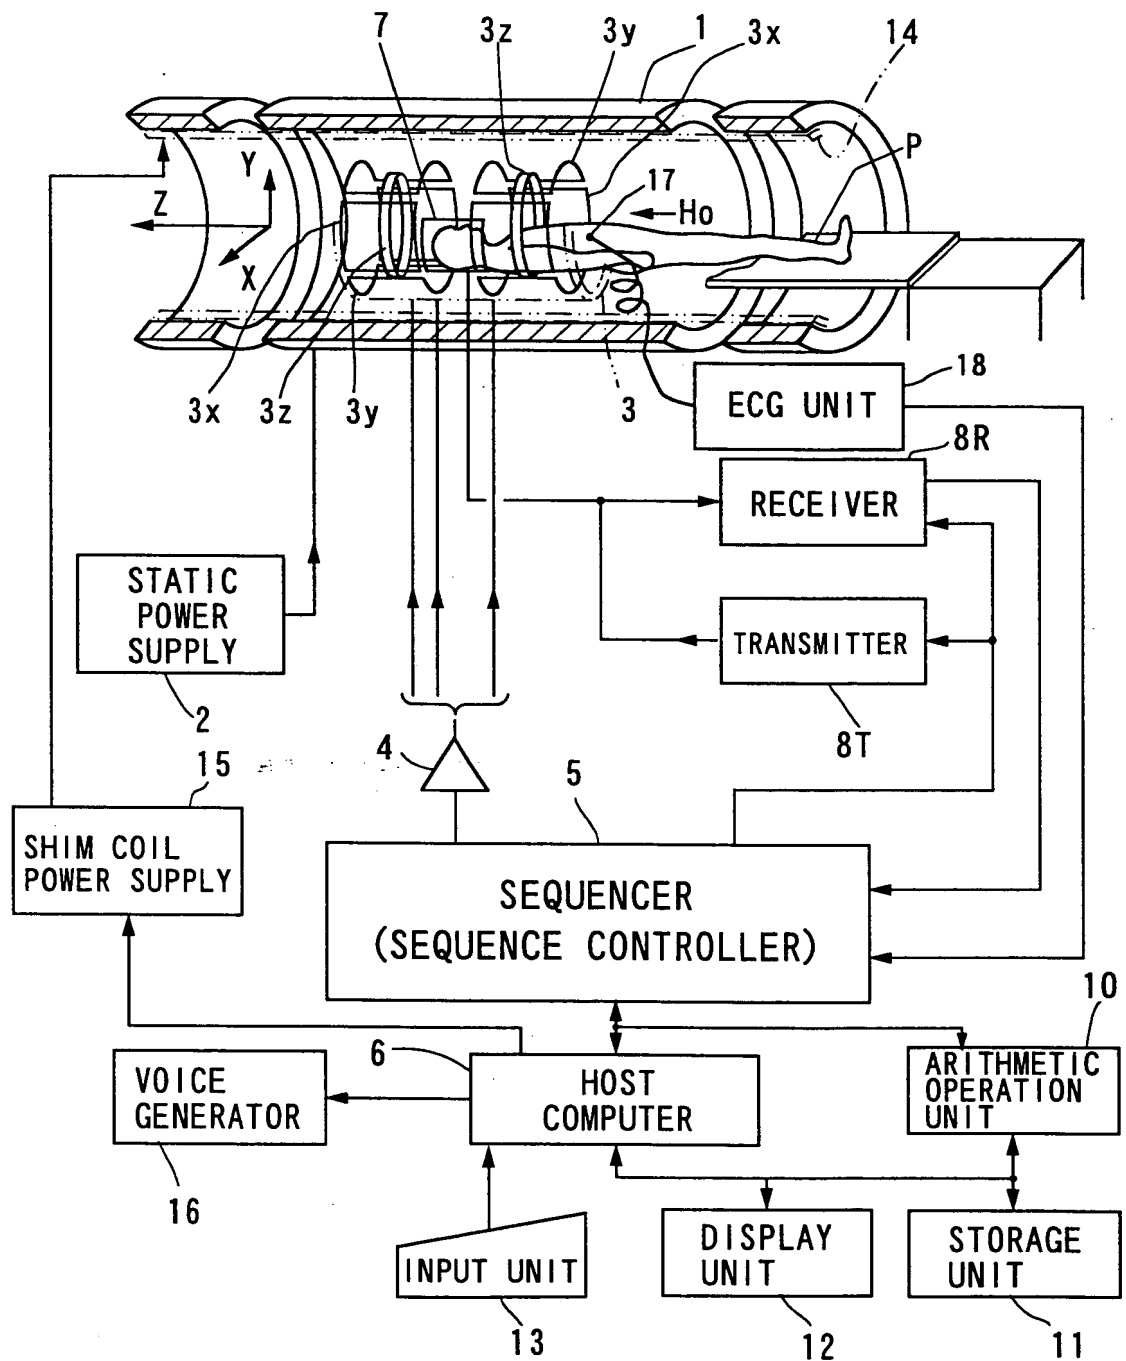 7
3z
3y
1
3x
14
Y
Z
X
17
Ho
P
3x
3z
3y
3
ECG UNIT
18
8R
RECEIVER
STATIC
POWER
SUPPLY
2
TRANSMITTER
8T
4
15
SHIM COIL
POWER SUPPLY
5
SEQUENCER
(SEQUENCE CONTROLLER)
10
6
HOST
COMPUTER
ARITHMETIC
OPERATION
UNIT
VOICE
GENERATOR
16
INPUT UNIT
13
DISPLAY
UNIT
12
STORAGE
UNIT
11